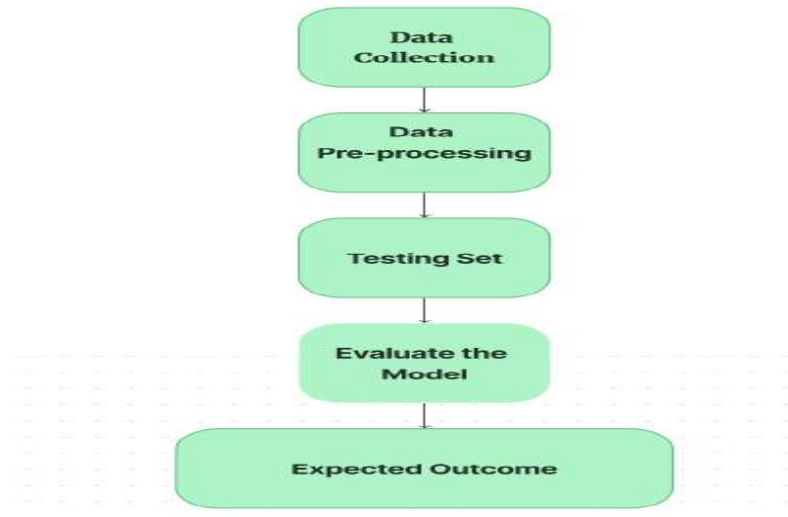 Data
Collection
Data
Pre-processing
Testing Set
Evaluate the
Model
Expected Outcome